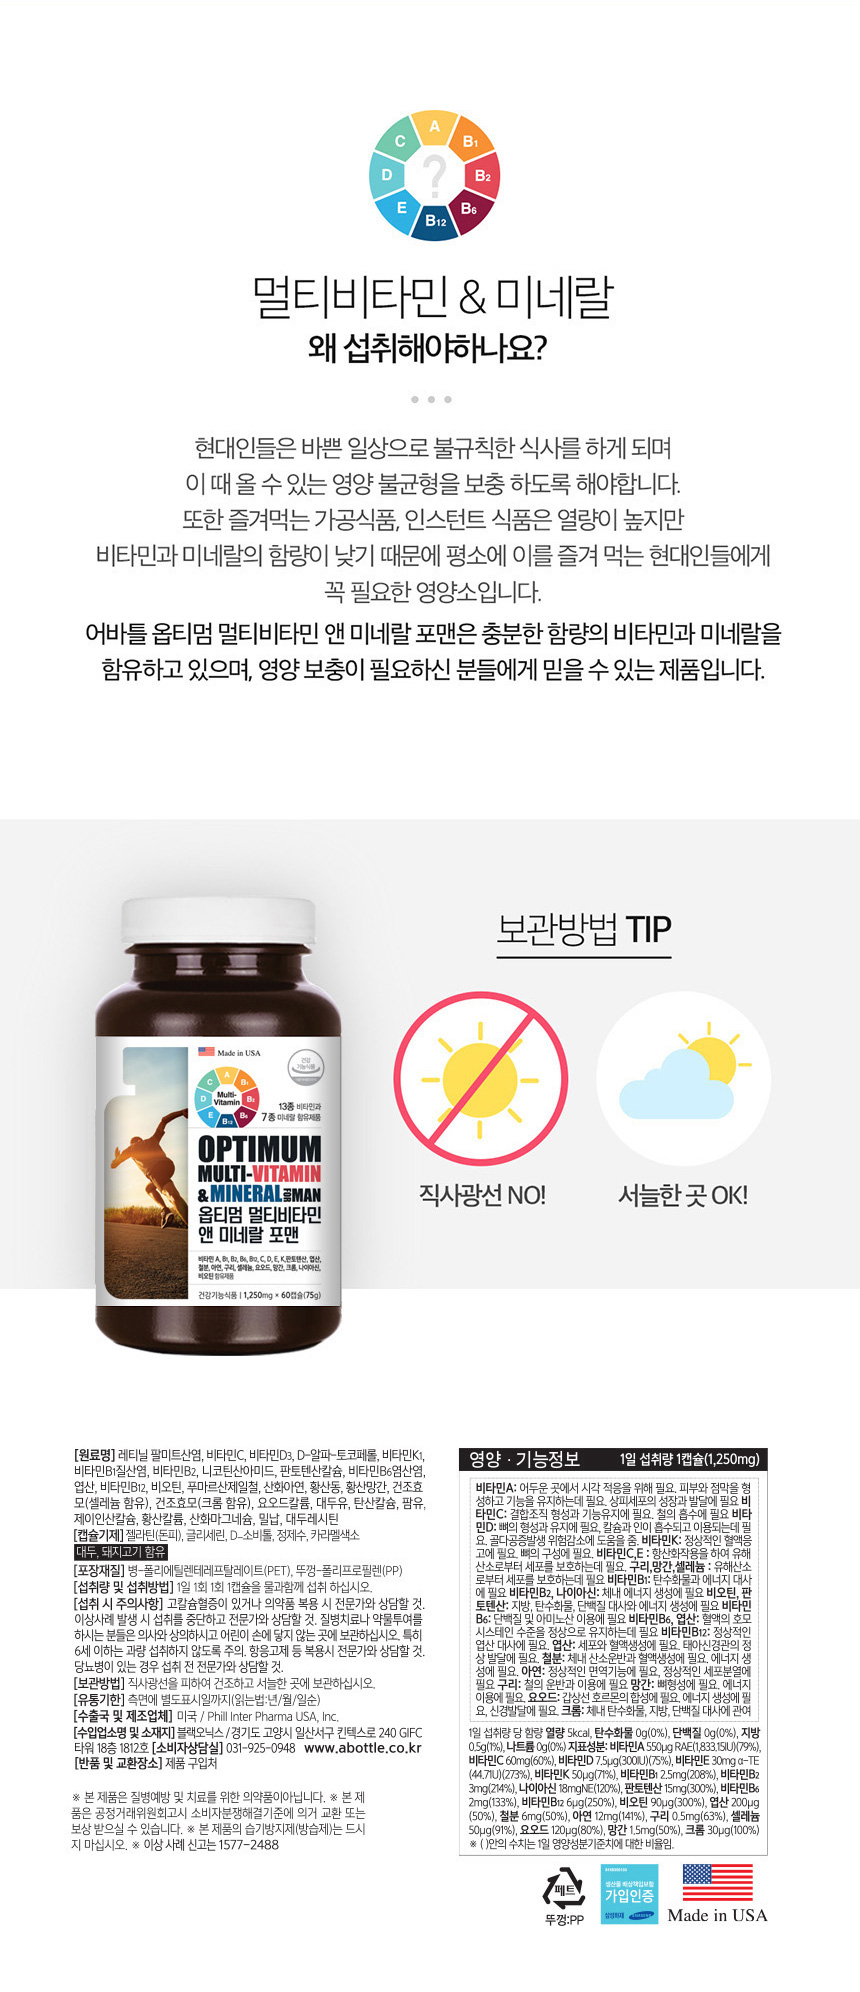 A
B1
B2
B6
B12
E
D
C
?
멀티비타민 & 미네랄
왜 섭취해야하나요?
현대인들은 바쁜 일상으로 불규칙한 식사를 하게 되며
이 때 올 수 있는 영양 불균형을 보충 하도록 해야합니다.
또한 즐겨먹는 가공식품, 인스턴트 식품은 열량이 높지만
비타민과 미네랄의 함량이 낮기 때문에 평소에 이를 즐겨 먹는 현대인들에게
꼭 필요한 영양소입니다.
어바틀 옵티멈 멀티비타민 앤 미네랄 포맨은 충분한 함량의 비타민과 미네랄을
함유하고 있으며, 영양 보충이 필요하신 분들에게 믿을 수 있는 제품입니다.
보관방법 TIP
직사광선 NO!
서늘한 곳 OK!
Made in USA
건강
기능식품
A
B1
B2
B6
B12
E
D
C
Multi-
Vitamin
13종 비타민과
7종 미네랄 함유제품
OPTIMUM
MULTI-VITAMIN
& MINERAL FOR MAN
옵티멈 멀티비타민
앤 미네랄 포맨
비타민 A, B1, B2, B6, B12, C, D, E, K, 판토텐산, 엽산,
철분, 아연, 구리, 셀레늄, 요오드, 망간, 크롬, 나이아신,
비오틴 함유제품
건강기능식품 | 1,250mg × 60캡슐(75g)
[원료명] 레티닐 팔미트산염, 비타민C, 비타민D3, D-알파-토코페롤, 비타민K1,
비타민B1질산염, 비타민B2, 니코틴산아미드, 판토텐산칼슘, 비타민B6염산염,
엽산, 비타민B12, 비오틴, 푸마르산제일철, 산화아연, 황산동, 황산망간, 건조효
모(셀레늄 함유), 건조효모(크롬 함유), 요오드칼륨, 대두유, 탄산칼슘, 팜유,
제이인산칼슘, 황산칼륨, 산화마그네슘, 밀납, 대두레시틴
[캡슐기제] 젤라틴(돈피), 글리세린, D-소비톨, 정제수, 카라멜색소
대두, 돼지고기 함유
[포장재질] 병-폴리에틸렌테레프탈레이트(PET), 뚜껑-폴리프로필렌(PP)
[섭취량 및 섭취방법] 1일 1회 1회 1캡슐을 물과함께 섭취 하십시오.
[섭취 시 주의사항] 고칼슘혈증이 있거나 의약품 복용 시 전문가와 상담할 것.
이상사례 발생 시 섭취를 중단하고 전문가와 상담할 것. 질병치료나 약물투여를
하시는 분들은 의사와 상의하시고 어린이 손에 닿지 않는 곳에 보관하십시오. 특히
6세 이하는 과량 섭취하지 않도록 주의. 항응고제 등 복용시 전문가와 상담할 것.
당뇨병이 있는 경우 섭취 전 전문가와 상담할 것.
[보관방법] 직사광선을 피하여 건조하고 서늘한 곳에 보관하십시오.
[유통기한] 측면에 별도표시일까지(읽는법:년/월/일순)
[수출국 및 제조업체] 미국 / Phill Inter Pharma USA, Inc.
[수입업소명 및 소재지] 블랙오닉스 / 경기도 고양시 일산서구 킨텍스로 240 GIFC
타워 18층 1812호 [소비자상담실] 031-925-0948 www.abottle.co.kr
[반품 및 교환장소] 제품 구입처
※ 본 제품은 질병예방 및 치료를 위한 의약품이아닙니다. ※ 본 제
품은 공정거래위원회고시 소비자분쟁해결기준에 의거 교환 또는
보상 받으실 수 있습니다. ※ 본 제품의 습기방지제(방습제)는 드시
지 마십시오. ※ 이상 사례 신고는 1577-2488
영양 · 기능정보 1일 섭취량 1캡슐(1,250mg)
비타민A: 어두운 곳에서 시각 적응을 위해 필요. 피부와 점막을 형
성하고 기능을 유지하는데 필요. 상피세포의 성장과 발달에 필요 비
타민C: 결합조직 형성과 기능유지에 필요. 철의 흡수에 필요 비타
민D: 뼈의 형성과 유지에 필요, 칼슘과 인이 흡수되고 이용되는데 필
요. 골다공증발생 위험감소에 도움을 줌. 비타민K: 정상적인 혈액응
고에 필요. 뼈의 구성에 필요. 비타민C,E : 항산화작용을 하여 유해
산소로부터 세포를 보호하는데 필요. 구리,망간,셀레늄 : 유해산소
로부터 세포를 보호하는데 필요 비타민B1: 탄수화물과 에너지 대사
에 필요 비타민B2, 나이아신: 체내 에너지 생성에 필요 비오틴, 판
토텐산: 지방, 탄수화물, 단백질 대사와 에너지 생성에 필요 비타민
B6: 단백질 및 아미노산 이용에 필요 비타민B6, 엽산: 혈액의 호모
시스테인 수준을 정상으로 유지하는데 필요 비타민B12: 정상적인
엽산 대사에 필요. 엽산: 세포와 혈액생성에 필요. 태아신경관의 정
상 발달에 필요. 철분: 체내 산소운반과 혈액생성에 필요. 에너지 생
성에 필요. 아연: 정상적인 면역기능에 필요, 정상적인 세포분열에
필요 구리: 철의 운반과 이용에 필요 망간: 뼈형성에 필요. 에너지
이용에 필요. 요오드: 갑상선 호르몬의 합성에 필요. 에너지 생성에 필
요, 신경발달에 필요. 크롬: 체내 탄수화물, 지방, 단백질 대사에 관여
1일 섭취량 당 함량 열량 5kcal, 탄수화물 0g(0%), 단백질 0g(0%), 지방
0.5g(1%), 나트륨 0g(0%) 지표성분: 비타민A 550μg RAE(1,833.15IU)(79%),
비타민C 60mg(60%), 비타민D 7.5μg(300IU)(75%), 비타민E 30mg α-TE
(44.71U)(273%), 비타민K 50μg(71%), 비타민B1 2.5mg(208%), 비타민B2
3mg(214%), 나이아신 18mgNE(120%), 판토텐산 15mg(300%), 비타민B6
2mg(133%), 비타민B12 6μg(250%), 비오틴 90μg(300%), 엽산 200μg
(50%), 철분 6mg(50%), 아연 12mg(141%), 구리 0.5mg(63%), 셀레늄
50μg(91%), 요오드 120μg(80%), 망간 1.5mg(50%), 크롬 30μg(100%)
※ ( )안의 수치는 1일 영양성분기준치에 대한 비율임.
페트
뚜껑:PP
생산물 배상책임보험
가입인증
삼성화재 SAMSUNG
Made in USA